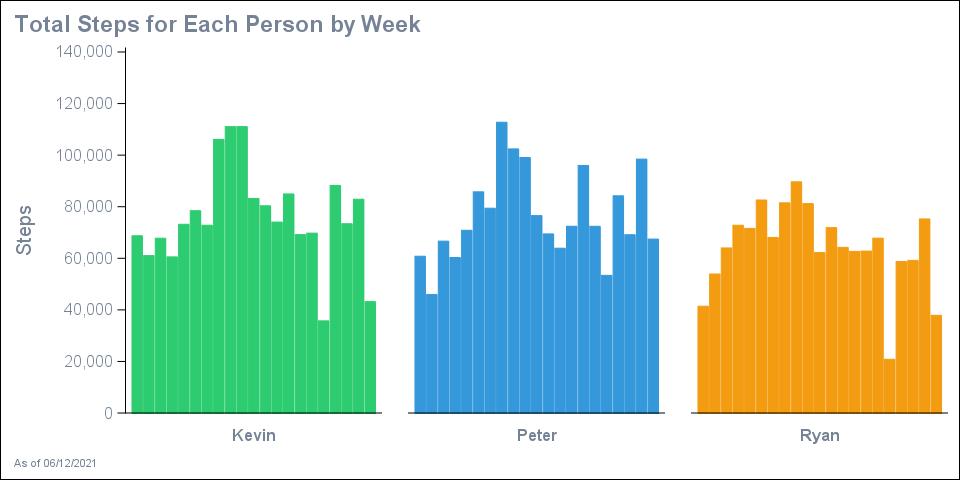 Total Steps for Each Person by Week
140,000
120,000
100,000
80,000
60,000
40,000
20,000
0
Steps
Kevin Peter Ryan
As of 06/12/2021